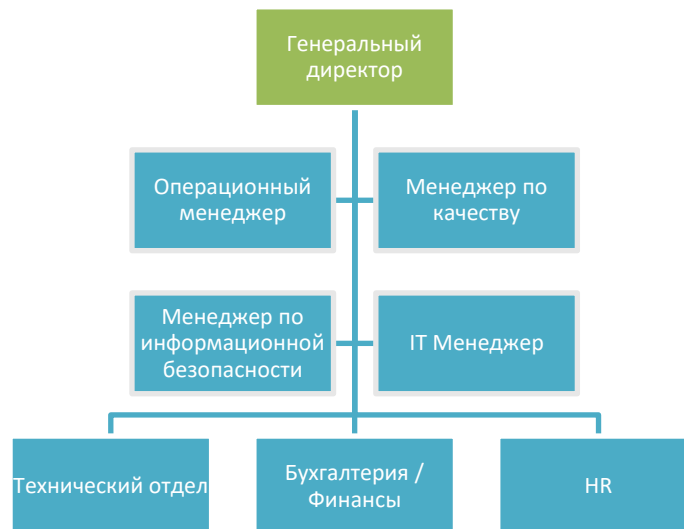 Генеральный
директор
Операционный
менеджер
Менеджер по
качеству
Менеджер по
информационной
безопасности
IT Менеджер
Технический отдел
Бухгалтерия /
Финансы
HR